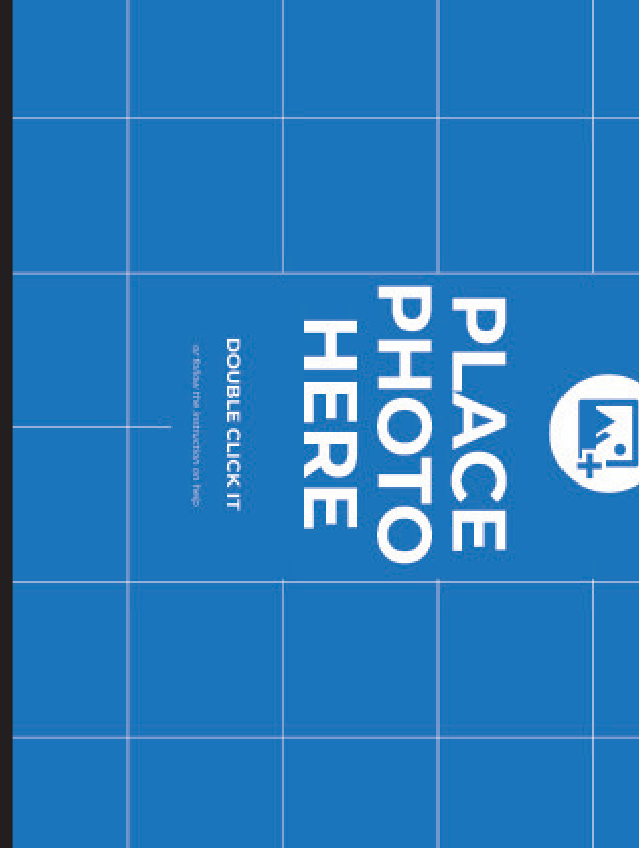 PLACE
PHOTO
HERE
DOUBLE CLICK IT
or follow the instruction on help